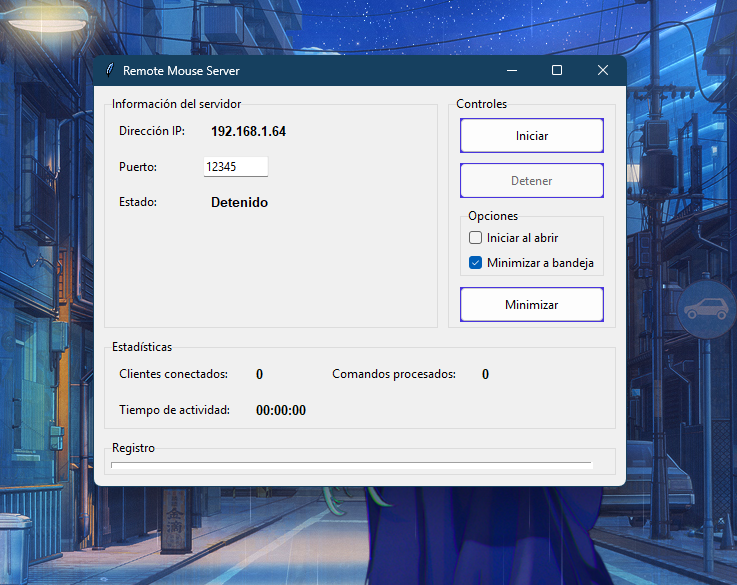 Remote Mouse Server
Información del servidor
Dirección IP: 192.168.1.64
Puerto: 12345
Estado: Detenido
Controles
Iniciar
Detener
Opciones
Iniciar al abrir
Minimizar a bandeja
Minimizar
Estadísticas
Clientes conectados: 0 Comandos procesados: 0
Tiempo de actividad: 00:00:00
Registro